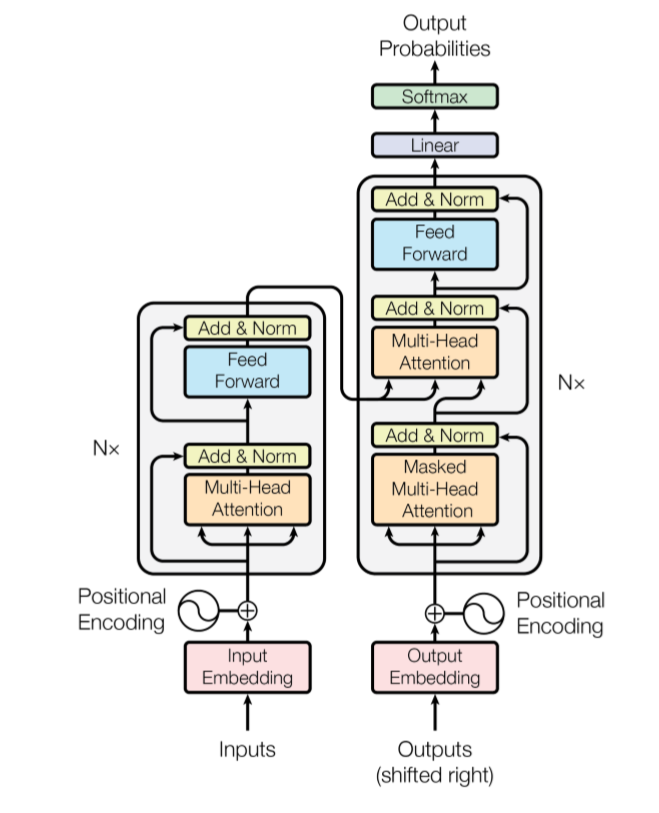 Output
Probabilities
Softmax
Linear
Add & Norm
Feed
Forward
Add & Norm
Multi-Head
Attention
Add & Norm
Masked
Multi-Head
Attention
Nx
Add & Norm
Feed
Forward
Add & Norm
Multi-Head
Attention
Nx
Positional
Encoding
Positional
Encoding
Input
Embedding
Output
Embedding
Inputs
Outputs
(shifted right)